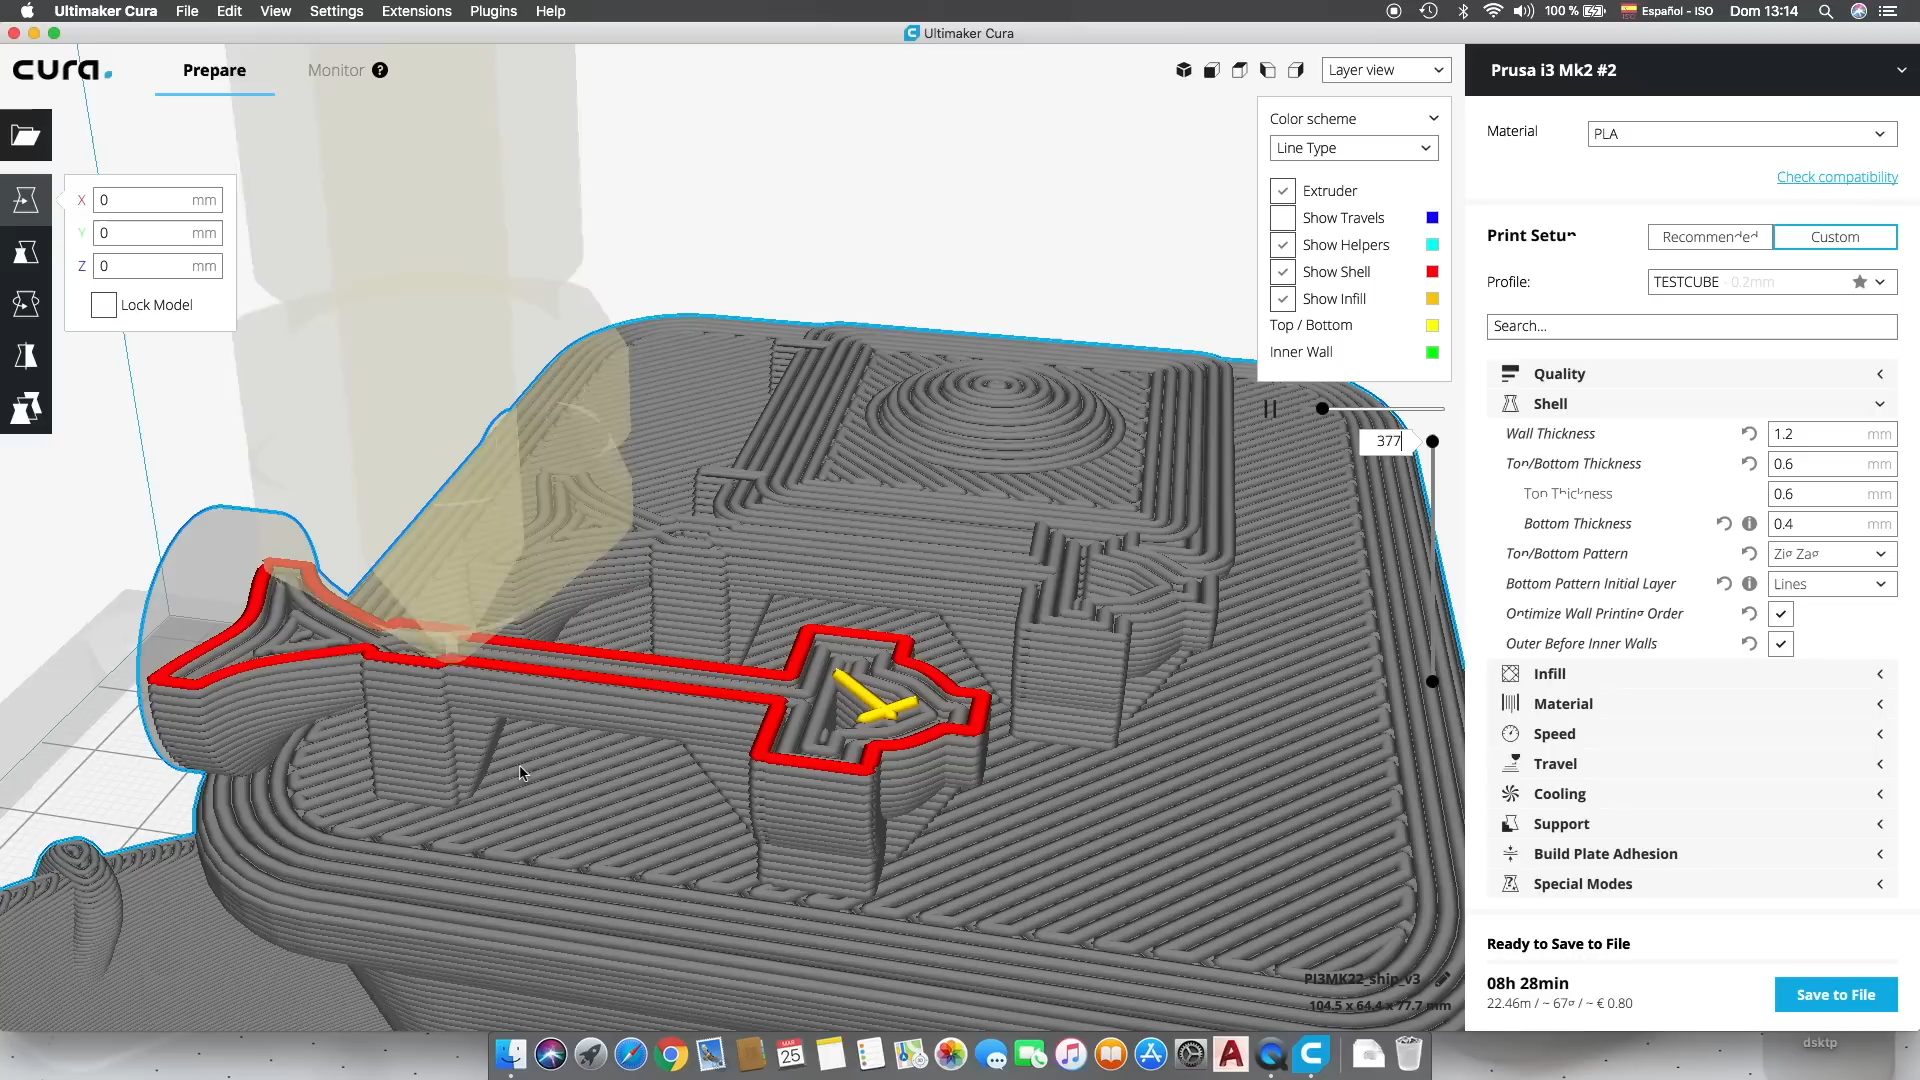 Ultimaker Cura File Edit View Settings Extensions Plugins Help 100 % Español - ISO Dom 13:14
Ultimaker Cura
cura. Prepare Monitor ? Layer view Prusa i3 Mk2 #2
Color scheme
Line Type
Material PLA
Check compatibility
X 0 mm
Y 0 mm
Z 0 mm
Lock Model
Extruder
Show Travels
Show Helpers
Show Shell
Show Infill
Top / Bottom
Inner Wall
377
Print Setup Recommended Custom
Profile: TESTCUBE - 0.2mm
Search...
Quality
Shell
Wall Thickness 1.2 mm
Top/Bottom Thickness 0.6 mm
Top Thickness 0.6 mm
Bottom Thickness 0.4 mm
Top/Bottom Pattern Zig Zag
Bottom Pattern Initial Layer Lines
Optimize Wall Printing Order
Outer Before Inner Walls
Infill
Material
Speed
Travel
Cooling
Support
Build Plate Adhesion
Special Modes
PI3MK22_ship_v3
104.5 x 64.4 x 77.7 mm
Ready to Save to File
08h 28min
22.46m / ~ 67g / ~ € 0.80
Save to File
MAR
25
dsktp